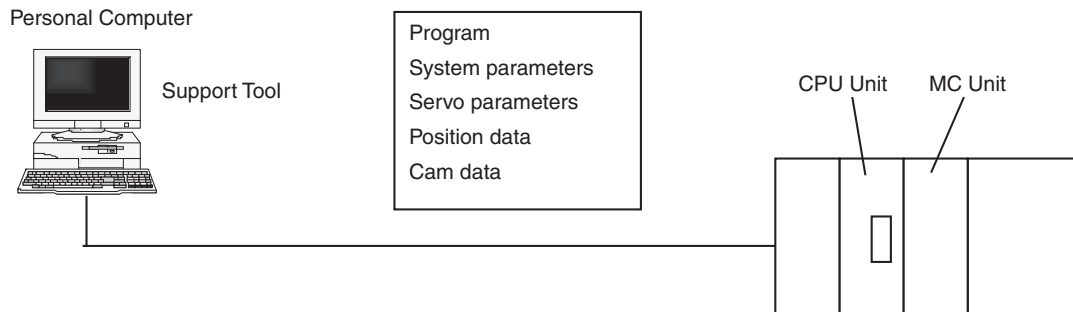 Personal Computer
Support Tool
Program
System parameters
Servo parameters
Position data
Cam data
CPU Unit
MC Unit